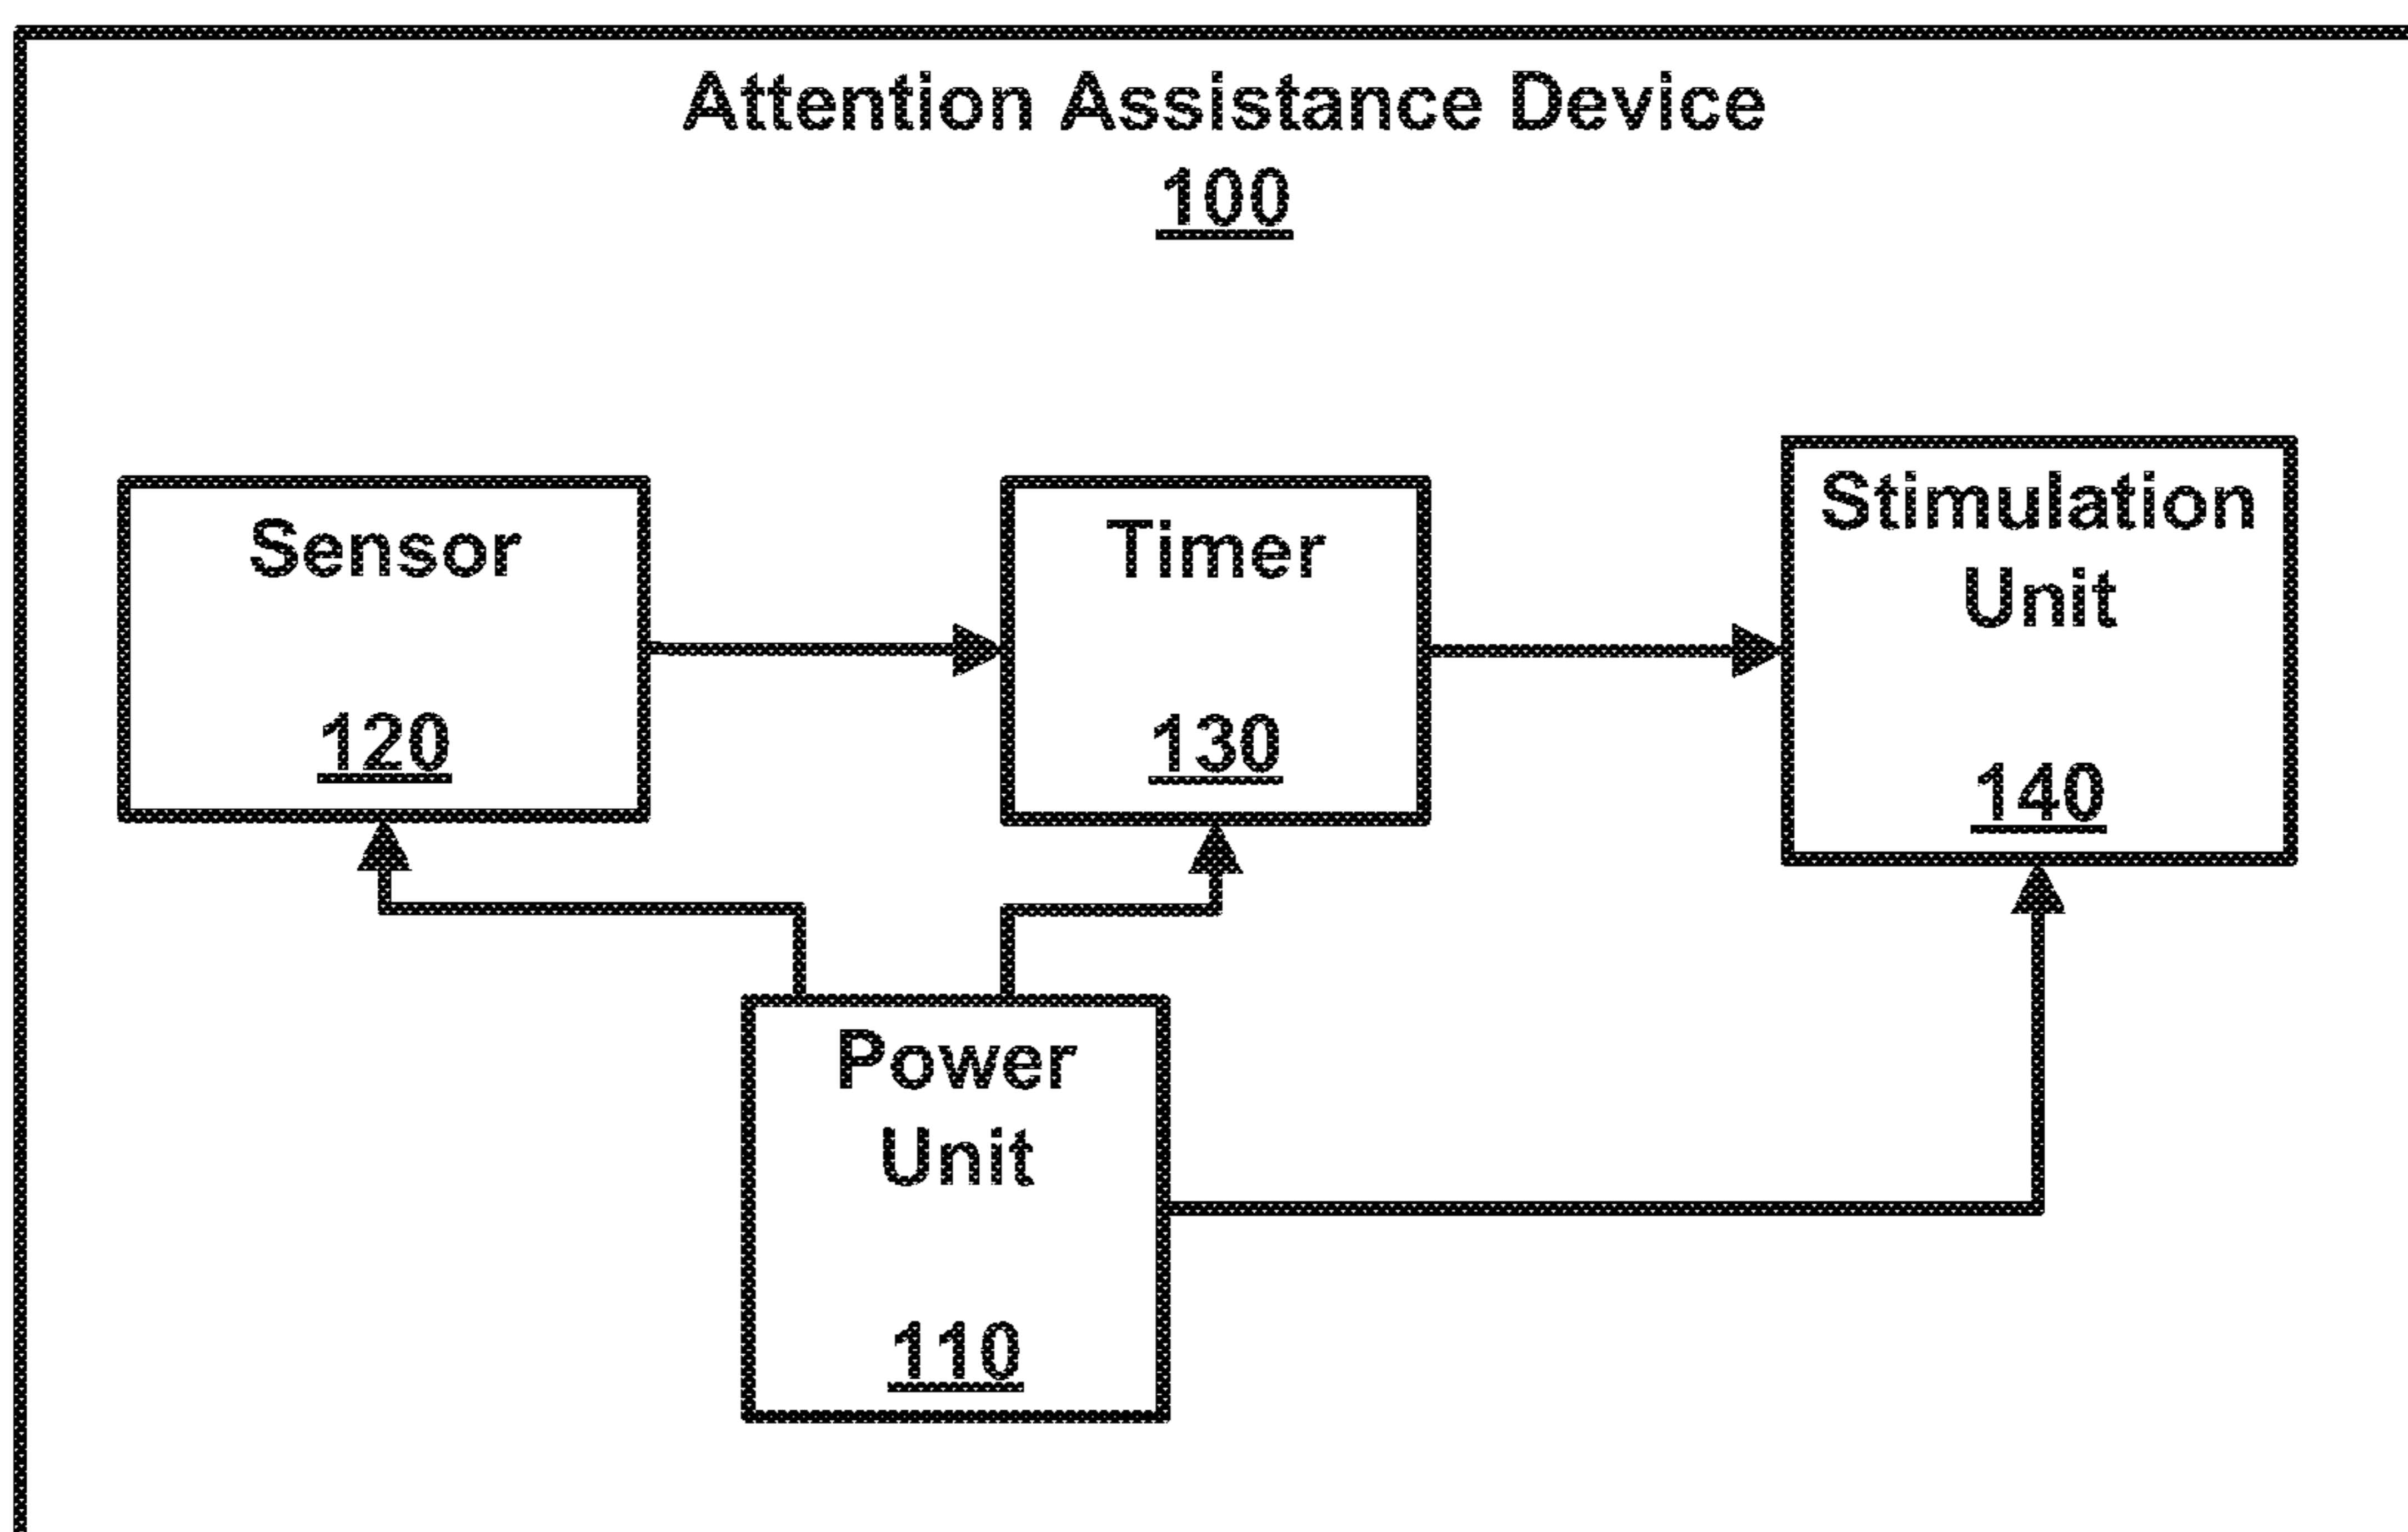 Attention Assistance Device
100
Sensor
120
Timer
130
Stimulation
Unit
140
Power
Unit
110